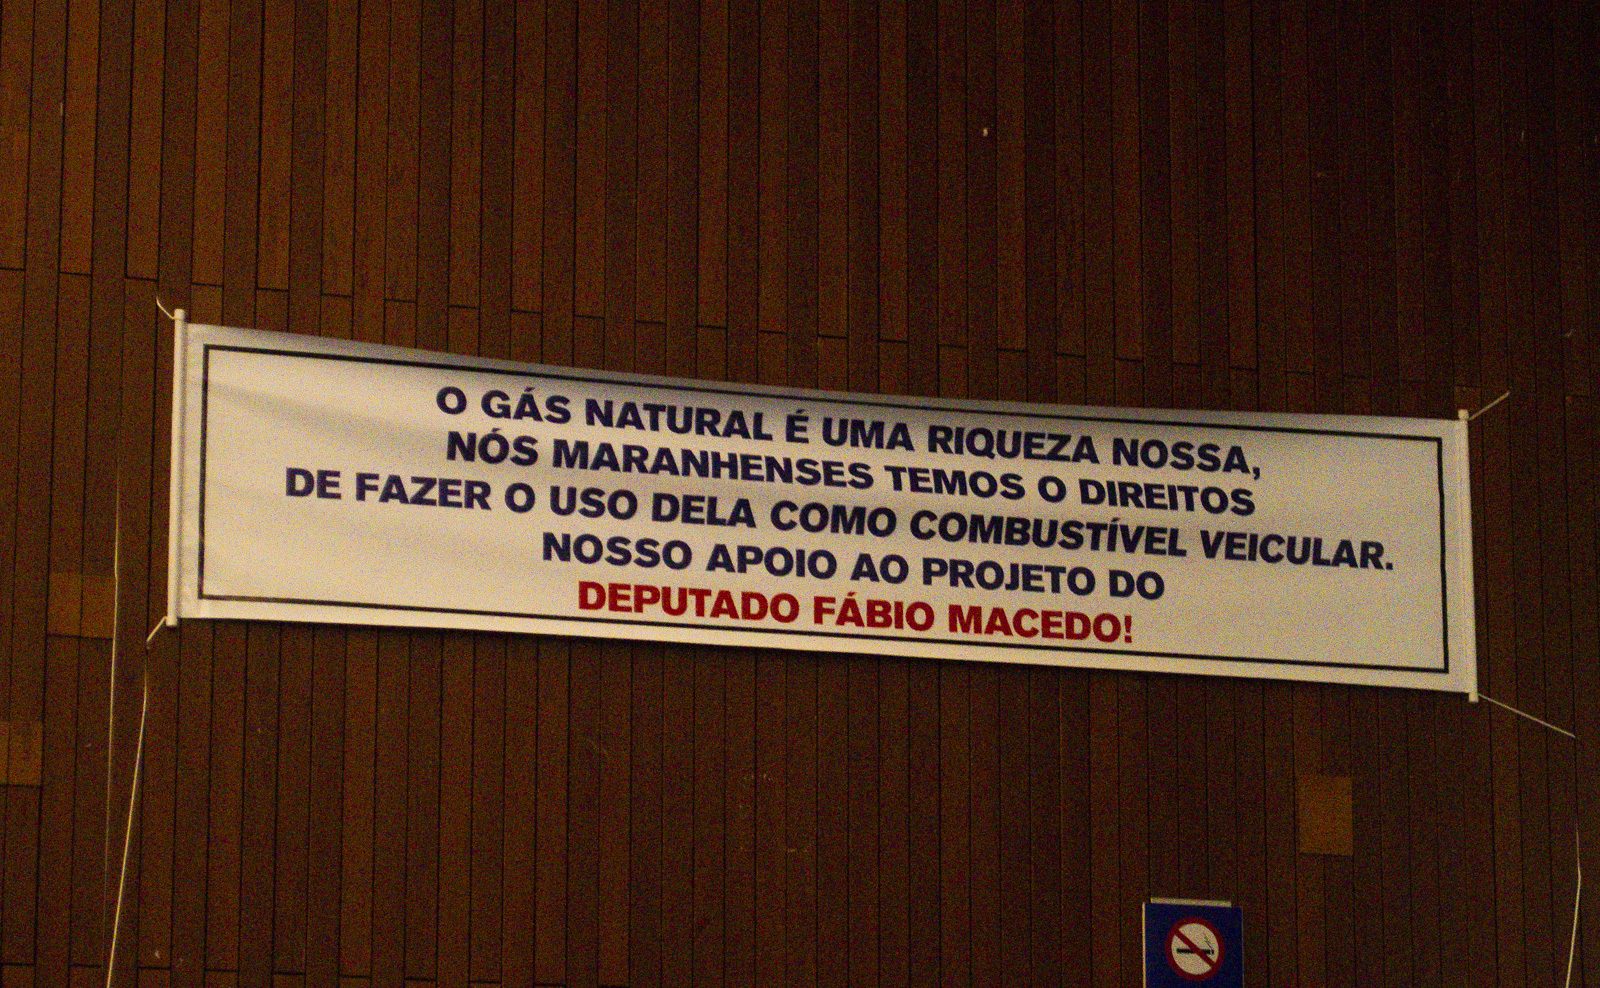 O GÁS NATURAL É UMA RIQUEZA NOSSA,
NÓS MARANHENSES TEMOS O DIREITOS
DE FAZER O USO DELA COMO COMBUSTÍVEL VEICULAR.
NOSSO APOIO AO PROJETO DO
DEPUTADO FÁBIO MACEDO!